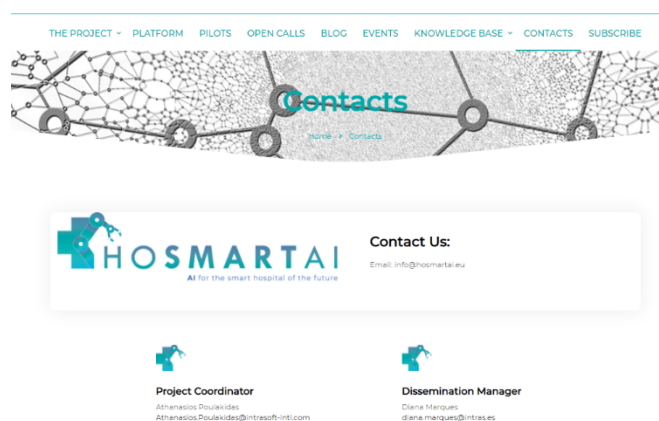 THE PROJECT PLATFORM PILOTS OPEN CALLS BLOG EVENTS KNOWLEDGE BASE CONTACTS SUBSCRIBE
Contacts
Home > Contacts
HOSMARTAI
AI for the smart hospital of the future
Contact Us:
Email: info@hosmartai.eu
Project Coordinator
Athanasios Poulakidas
Athanasios.Poulakidas@intrasoft-intl.com
Dissemination Manager
Diana Marques
diana.marques@intras.es